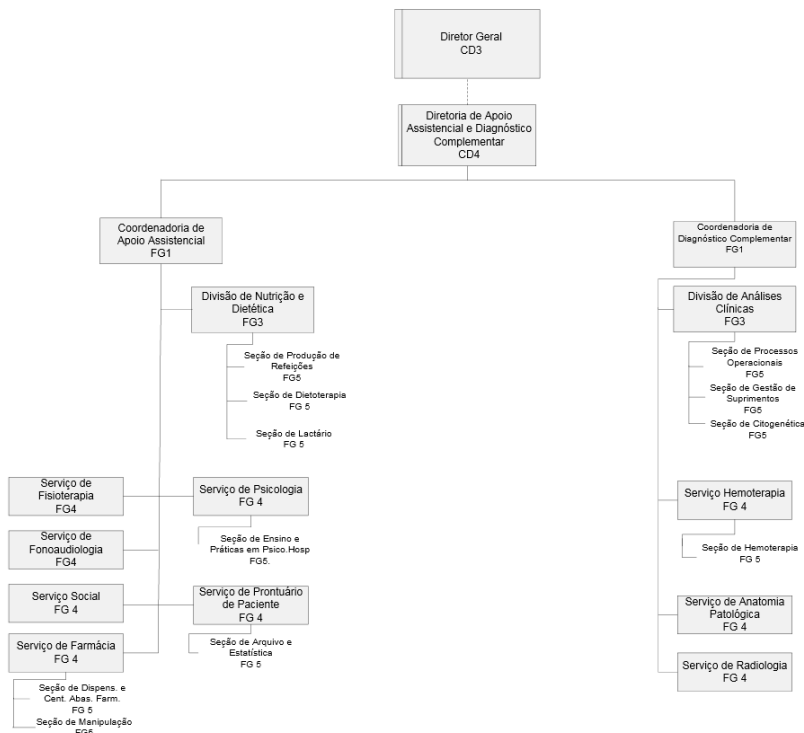 Diretor Geral
CD3
Diretoria de Apoio
Assistencial e Diagnóstico
Complementar
CD4
Coordenadoria de
Apoio Assistencial
FG1
Coordenadoria de
Diagnóstico Complementar
FG1
Divisão de Nutrição e
Dietética
FG3
Seção de Produção de
Refeições
FG5
Seção de Dietoterapia
FG 5
Seção de Lactário
FG 5
Divisão de Análises
Clínicas
FG3
Seção de Processos
Operacionais
FG5
Seção de Gestão de
Suprimentos
FG5
Seção de Citogenética
FG5
Serviço de
Fisioterapia
FG4
Serviço de Psicologia
FG 4
Seção de Ensino e
Práticas em Psico.Hosp
FG5.
Serviço de
Fonoaudiologia
FG4
Serviço Social
FG 4
Serviço de Prontuário
de Paciente
FG 4
Seção de Arquivo e
Estatística
FG 5
Serviço de Farmácia
FG 4
Seção de Dispens. e
Cent. Abas. Farm.
FG 5
Seção de Manipulação
FG5
Serviço Hemoterapia
FG 4
Seção de Hemoterapia
FG 5
Serviço de Anatomia
Patológica
FG 4
Serviço de Radiologia
FG 4